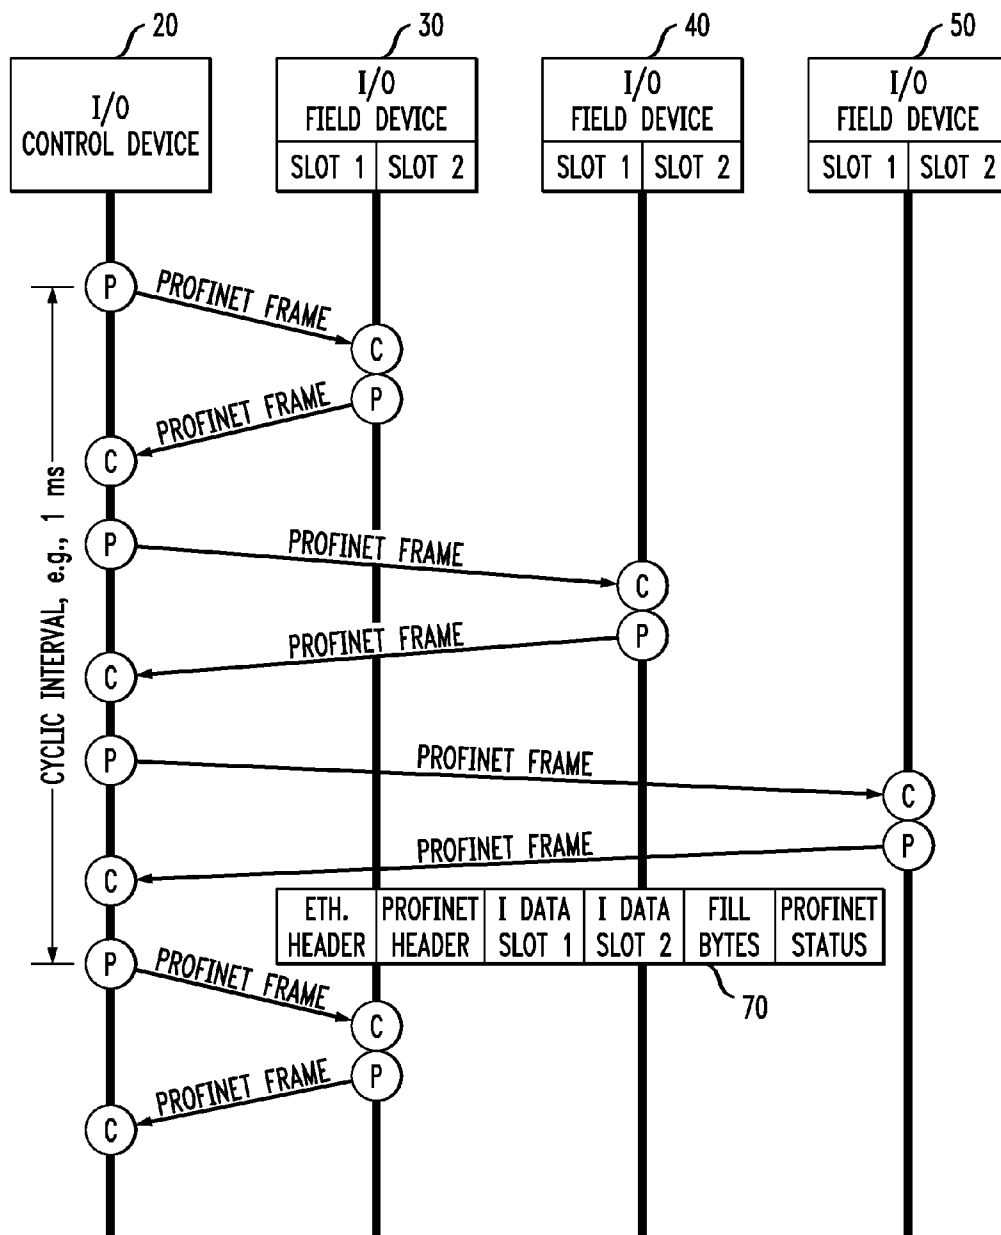 20
30
40
50
I/O
CONTROL DEVICE
I/O
FIELD DEVICE
SLOT 1
SLOT 2
I/O
FIELD DEVICE
SLOT 1
SLOT 2
I/O
FIELD DEVICE
SLOT 1
SLOT 2
P
PROFINET FRAME
C
P
PROFINET FRAME
C
CYCLIC INTERVAL, e.g., 1 ms
P
PROFINET FRAME
C
P
PROFINET FRAME
C
P
PROFINET FRAME
C
P
PROFINET FRAME
C
ETH.
HEADER
PROFINET
HEADER
I DATA
SLOT 1
I DATA
SLOT 2
FILL
BYTES
PROFINET
STATUS
70
P
PROFINET FRAME
C
P
PROFINET FRAME
C